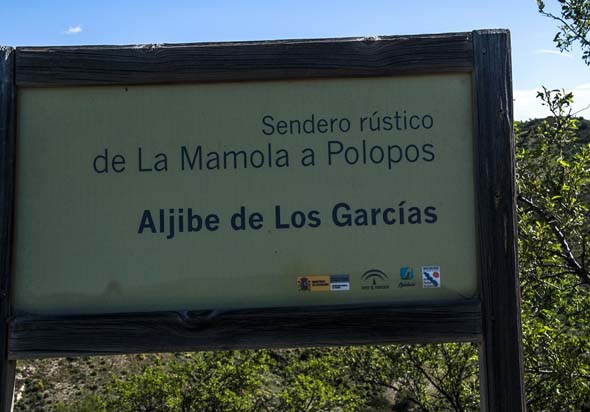 Sendero rústico
de La Mamola a Polopos
Aljibe de Los Garcías